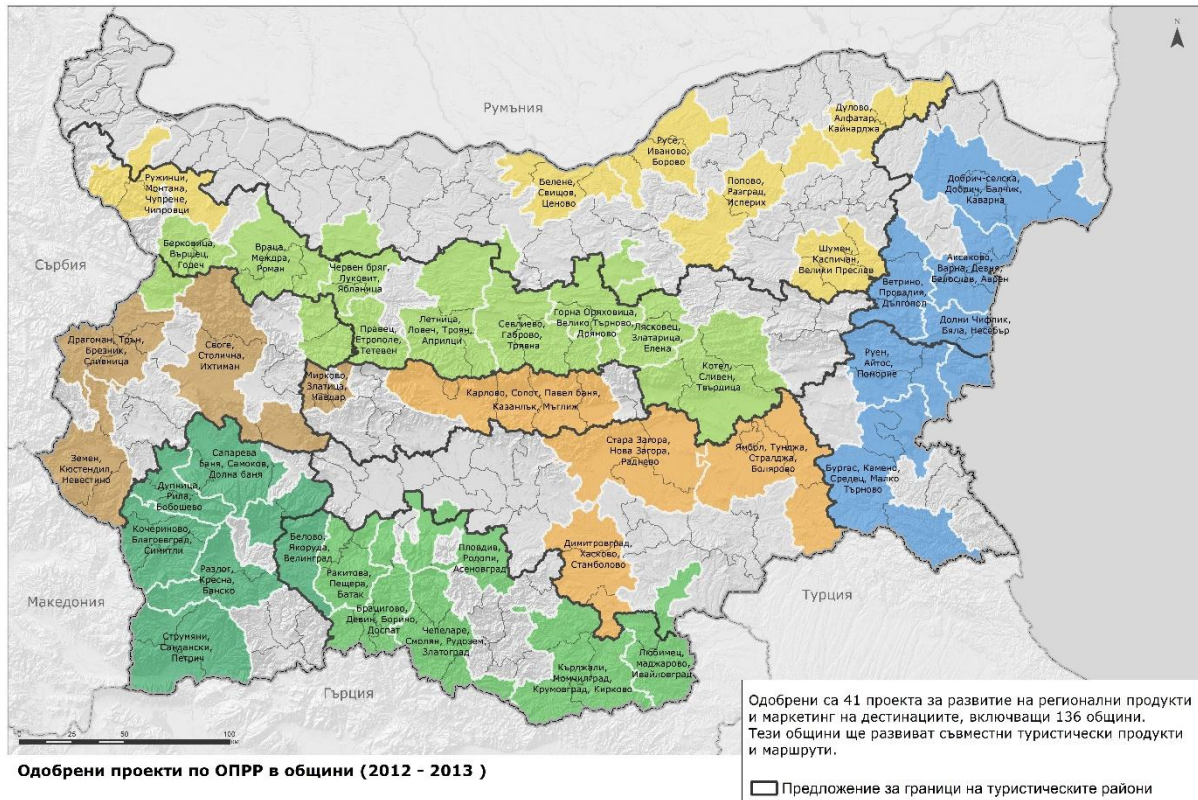 Румъния
Дулово,
Алфатар,
Кайнарджа
Русе,
Иваново,
Борово
Ружинци,
Монтана,
Чупрене,
Чипровци
Белене,
Свищов,
Ценово
Попово,
Разград,
Исперих
Добрич-селска,
Добрич, Балчик,
Каварна
Берковица,
Вършец,
Годеч
Враца,
Мездра,
Роман
Шумен,
Каспичан,
Велики Преслав
Аксаково,
Варна, Девня,
Белослав, Аврен
Сърбия
Червен бряг,
Луковит,
Ябланица
Ветрино,
Провадия,
Дългопол
Летница,
Ловеч, Троян,
Априлци
Севлиево,
Габрово,
Трявна
Горна Оряховица,
Велико Търново,
Дряново
Лясковец,
Златарица,
Елена
Долни Чифлик,
Бяла, Несебър
Правец,
Етрополе,
Тетевен
Драгоман, Трън,
Брезник,
Сливница
Своге,
Столична,
Ихтиман
Руен,
Айтос,
Поморие
Котел,
Сливен,
Твърдица
Мирково,
Златица,
Чавдар
Карлово, Сопот, Павел баня,
Казанлък, Мъглиж
Стара Загора,
Нова Загора,
Раднево
Ямбол, Тунджа,
Стралджа,
Болярово
Земен,
Кюстендил,
Невестино
Сапарева
баня, Самоков,
Долна баня
Бургас, Камено,
Средец, Малко
Търново
Дупница,
Рила,
Бобошево
Кочериново,
Благоевград,
Симитли
Белово,
Якоруда,
Велинград
Пловдив,
Родопи,
Асеновград
Димитровград,
Хасково,
Стамболово
Разлог,
Кресна,
Банско
Ракитова,
Пещера,
Батак
Македония
Брацигово,
Девин, Борино,
Доспат
Турция
Струмяни,
Сандански,
Петрич
Чепеларе,
Смолян, Рудозем,
Златоград
Любимец,
маджарово,
Ивайловград
Кърджали,
Момчилград,
Крумовград, Кирково
Гърция
0 25 50 100
Одобрени са 41 проекта за развитие на регионални продукти
и маркетинг на дестинациите, включващи 136 общини.
Тези общини ще развиват съвместни туристически продукти
и маршрути.
Одобрени проекти по ОПРР в общини (2012 - 2013 )
Предложение за граници на туристическите райони